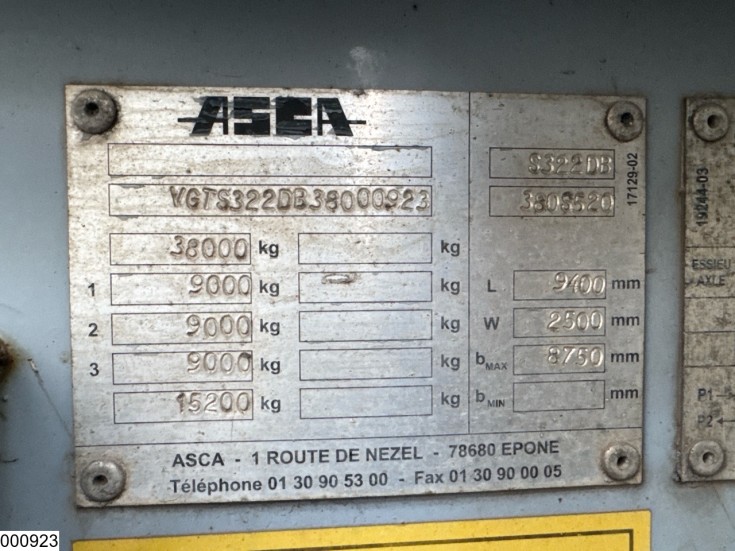 ASCA
S322DB
VGTS322DB38000923
380S520
17129-02
38000 kg kg
1 9000 kg kg L 9400 mm
2 9000 kg kg W 2500 mm
3 9000 kg kg bMAX 8750 mm
15200 kg kg bMIN mm
ASCA - 1 ROUTE DE NEZEL - 78680 EPONE
Téléphone 01 30 90 53 00 - Fax 01 30 90 00 05
19244-03
ESSIEU
AXLE
P1
P2
000923